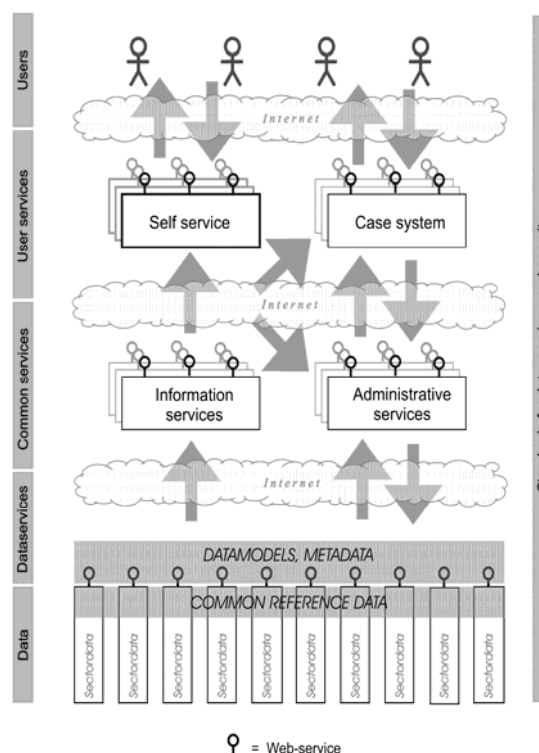 Users
Internet
User services
Self service
Case system
Internet
Common services
Information
services
Administrative
services
Internet
Dataservices
DATAMODELS, METADATA
COMMON REFERENCE DATA
Data
Sectordata
Sectordata
Sectordata
Sectordata
Sectordata
Sectordata
Sectordata
Sectordata
Sectordata
Sectordata
= Web-service